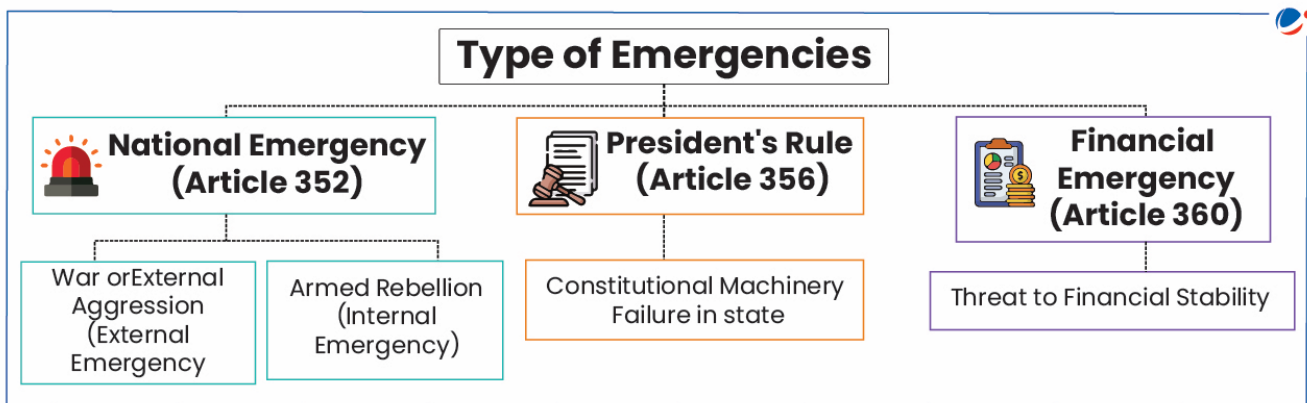 Type of Emergencies
National Emergency
(Article 352)
President's Rule
(Article 356)
Financial
Emergency
(Article 360)
War orExternal
Aggression
(External
Emergency
Armed Rebellion
(Internal
Emergency)
Constitutional Machinery
Failure in state
Threat to Financial Stability